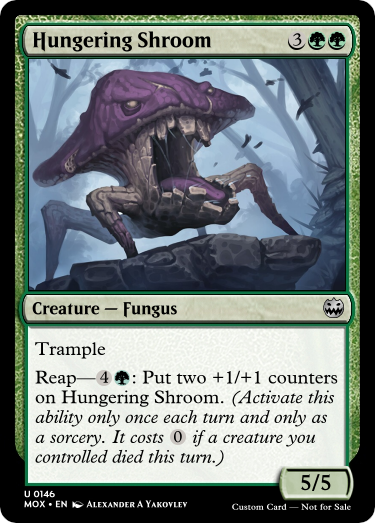 Hungering Shroom 3
Creature — Fungus
Trample
Reap—4: Put two +1/+1 counters
on Hungering Shroom. (Activate this
ability only once each turn and only as
a sorcery. It costs 0 if a creature you
controlled died this turn.)
5/5
U 0146
MOX • EN Alexander A Yakovlev
Custom Card — Not for Sale